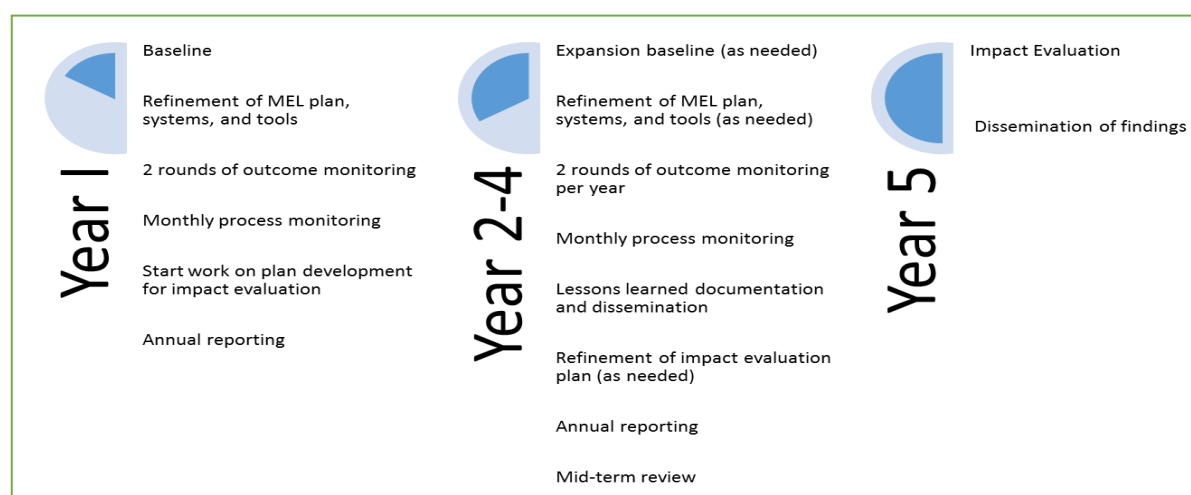 Year I
Baseline
Refinement of MEL plan,
systems, and tools
2 rounds of outcome monitoring
Monthly process monitoring
Start work on plan development
for impact evaluation
Annual reporting
Year 2-4
Expansion baseline (as needed)
Refinement of MEL plan,
systems, and tools (as needed)
2 rounds of outcome monitoring
per year
Monthly process monitoring
Lessons learned documentation
and dissemination
Refinement of impact evaluation
plan (as needed)
Annual reporting
Mid-term review
Year 5
Impact Evaluation
Dissemination of findings